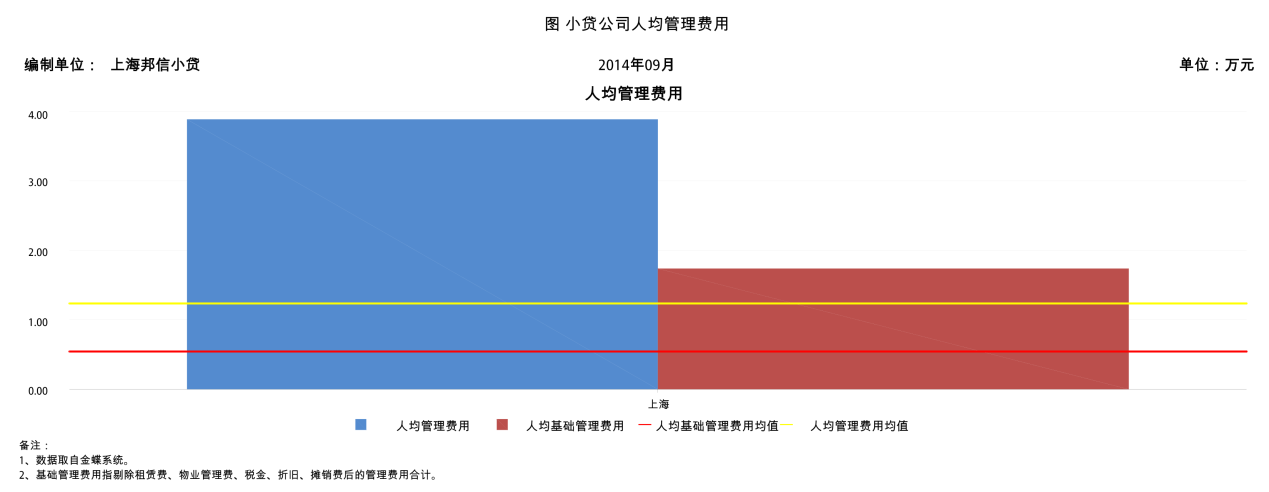 图 小贷公司人均管理费用
编制单位： 上海邦信小贷 2014年09月 单位：万元
人均管理费用
4.00
3.00
2.00
1.00
0.00
上海
人均管理费用 人均基础管理费用 人均基础管理费用均值 人均管理费用均值
备注：
1、数据取自金蝶系统。
2、基础管理费用指剔除租赁费、物业管理费、税金、折旧、摊销费后的管理费用合计。